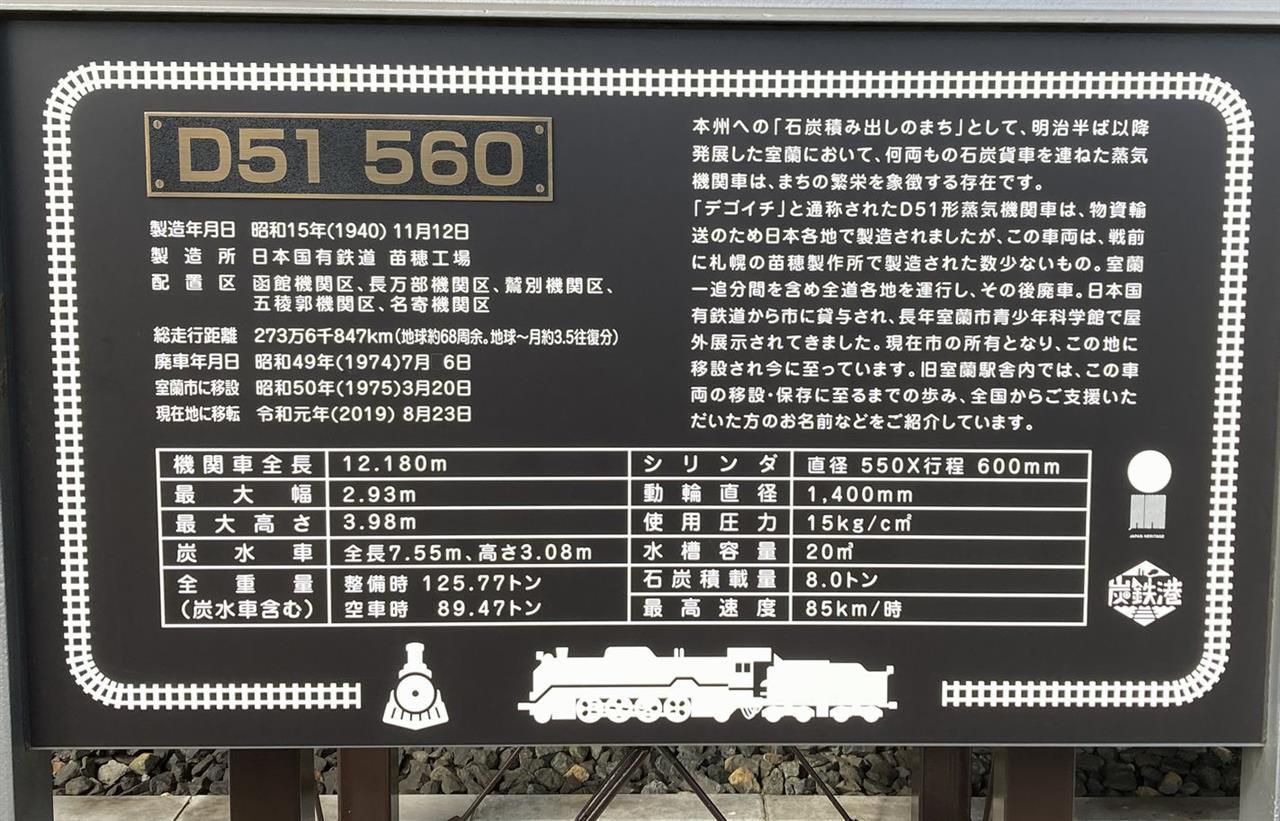 D51 560
製造年月日 昭和15年(1940) 11月12日
製造所 日本国有鉄道 苗穂工場
配置区 函館機関区、長万部機関区、鷲別機関区、
五稜郭機関区、名寄機関区
総走行距離 273万6千847km(地球約68周余。地球〜月約3.5往復分)
廃車年月日 昭和49年(1974)7月 6日
室蘭市に移設 昭和50年(1975)3月20日
現在地に移転 令和元年(2019) 8月23日
本州への「石炭積み出しのまち」として、明治半ば以降
発展した室蘭において、何両もの石炭貨車を連ねた蒸気
機関車は、まちの繁栄を象徴する存在です。
「デゴイチ」と通称されたD51形蒸気機関車は、物資輸
送のため日本各地で製造されましたが、この車両は、戦前
に札幌の苗穂製作所で製造された数少ないもの。室蘭
ー追分間を含め全道各地を運行し、その後廃車。日本国
有鉄道から市に貸与され、長年室蘭市青少年科学館で屋
外展示されてきました。現在市の所有となり、この地に
移設され今に至っています。旧室蘭駅舎内では、この車
両の移設・保存に至るまでの歩み、全国からご支援いた
だいた方のお名前などをご紹介しています。
機関車全長 12.180m
最大幅 2.93m
最大高さ 3.98m
炭水車 全長7.55m、高さ3.08m
全重量 整備時 125.77トン
(炭水車含む) 空車時 89.47トン
シリンダ 直径 550X行程 600mm
動輪直径 1,400mm
使用圧力 15kg/c㎡
水槽容量 20㎡
石炭積載量 8.0トン
最高速度 85km/時
JAPAN HERITAGE
炭鉄港